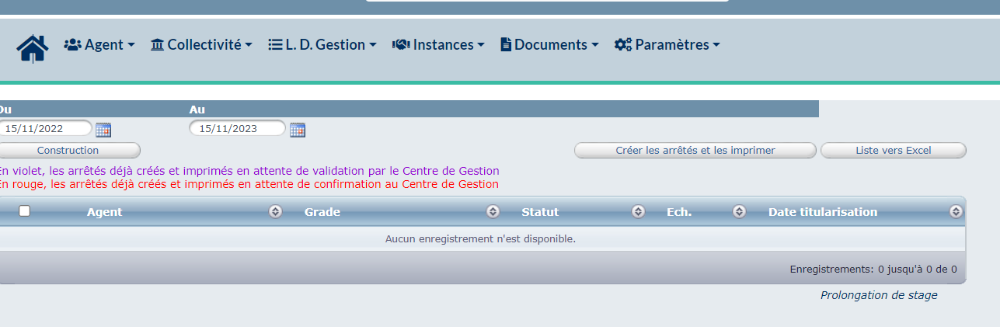 Agent Collectivité L. D. Gestion Instances Documents Paramètres
Du Au
15/11/2022 15/11/2023
Construction Créer les arrêtés et les imprimer Liste vers Excel
En violet, les arrêtés déjà créés et imprimés en attente de validation par le Centre de Gestion
En rouge, les arrêtés déjà créés et imprimés en attente de confirmation au Centre de Gestion
Agent Grade Statut Ech. Date titularisation
Aucun enregistrement n'est disponible.
Enregistrements: 0 jusqu'à 0 de 0
Prolongation de stage